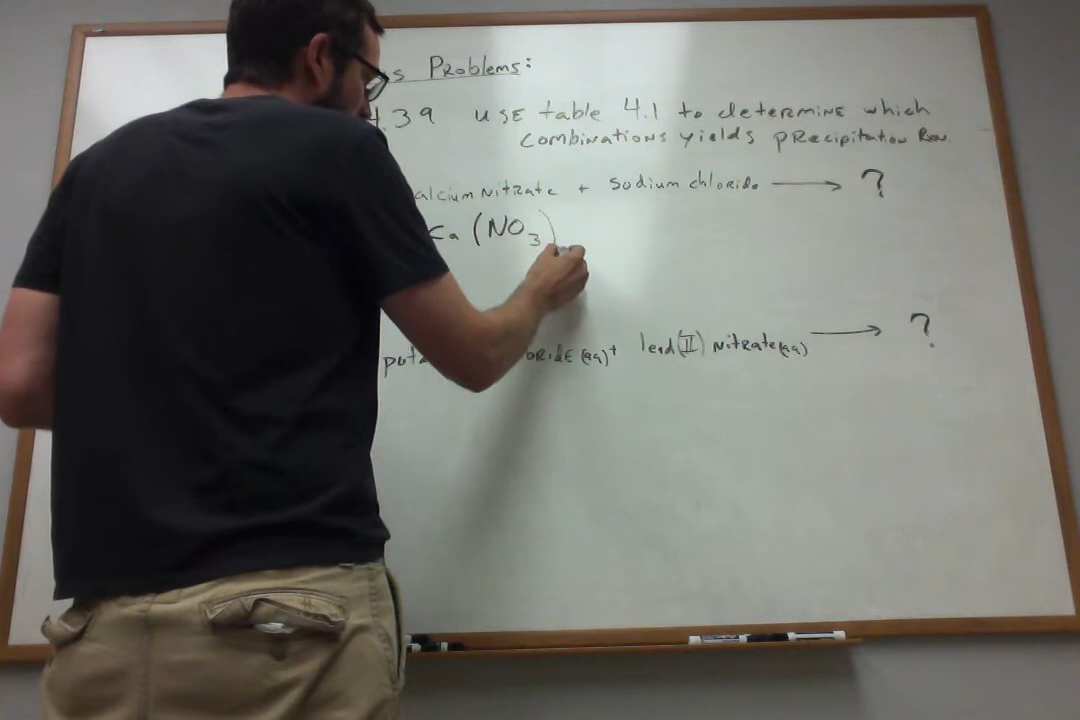 s Problems:
4.39 USE table 4.1 to determine which
combinations yields precipitation Rxn
alcium Nitrate + Sodium chloride → ?
Ca (NO3)
pota ORIDE (aq) + lead (II) Nitrate (aq) → ?